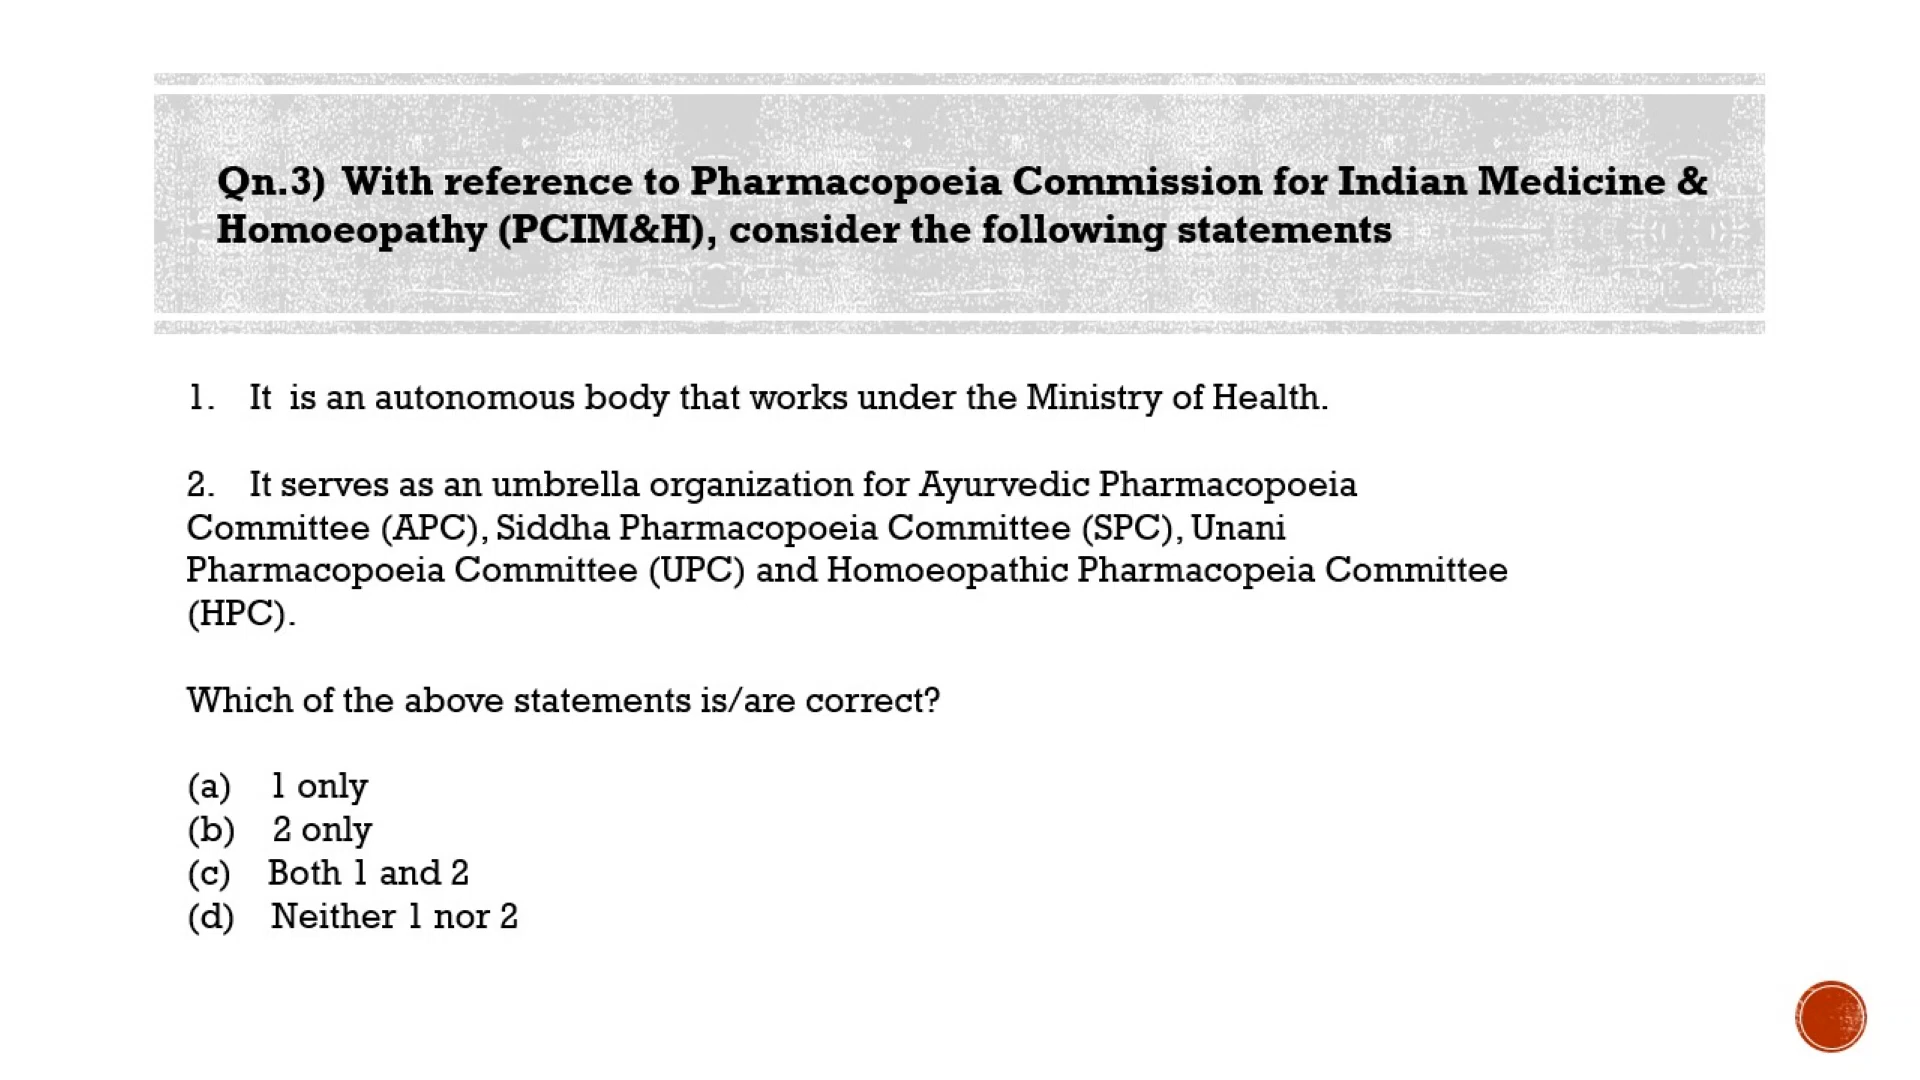 Qn.3) With reference to Pharmacopoeia Commission for Indian Medicine &
Homoeopathy (PCIM&H), consider the following statements
1. It is an autonomous body that works under the Ministry of Health.
2. It serves as an umbrella organization for Ayurvedic Pharmacopoeia
Committee (APC), Siddha Pharmacopoeia Committee (SPC), Unani
Pharmacopoeia Committee (UPC) and Homoeopathic Pharmacopeia Committee
(HPC).
Which of the above statements is/are correct?
(a) 1 only
(b) 2 only
(c) Both 1 and 2
(d) Neither 1 nor 2